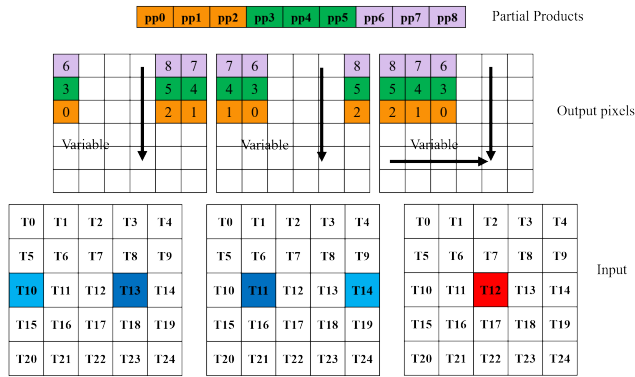 pp0 pp1 pp2 pp3 pp4 pp5 pp6 pp7 pp8 Partial Products
6 8 7 7 6 8 8 7 6
3 5 4 4 3 5 5 4 3
0 2 1 1 0 2 2 1 0 Output pixels
Variable Variable Variable
T0 T1 T2 T3 T4 T0 T1 T2 T3 T4 T0 T1 T2 T3 T4
T5 T6 T7 T8 T9 T5 T6 T7 T8 T9 T5 T6 T7 T8 T9
T10 T11 T12 T13 T14 T10 T11 T12 T13 T14 T10 T11 T12 T13 T14 Input
T15 T16 T17 T18 T19 T15 T16 T17 T18 T19 T15 T16 T17 T18 T19
T20 T21 T22 T23 T24 T20 T21 T22 T23 T24 T20 T21 T22 T23 T24